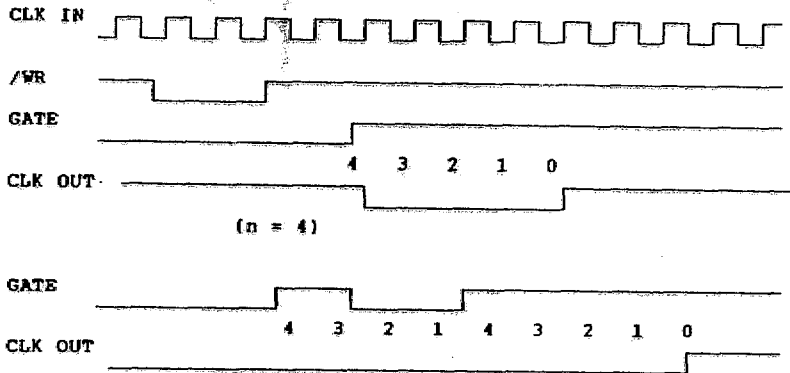 CLK IN
/WR
GATE
4 3 2 1 0
CLK OUT
(n = 4)
GATE
4 3 2 1 4 3 2 1 0
CLK OUT